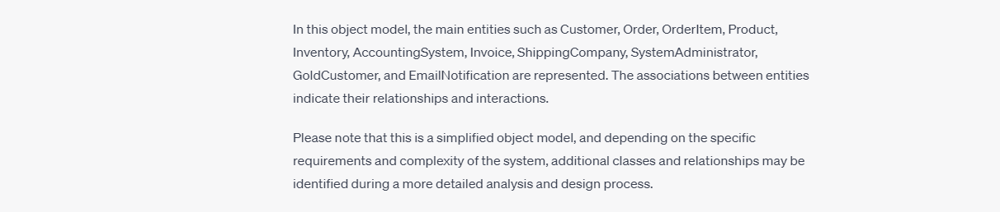 In this object model, the main entities such as Customer, Order, OrderItem, Product,
Inventory, AccountingSystem, Invoice, ShippingCompany, SystemAdministrator,
GoldCustomer, and EmailNotification are represented. The associations between entities
indicate their relationships and interactions.
Please note that this is a simplified object model, and depending on the specific
requirements and complexity of the system, additional classes and relationships may be
identified during a more detailed analysis and design process.